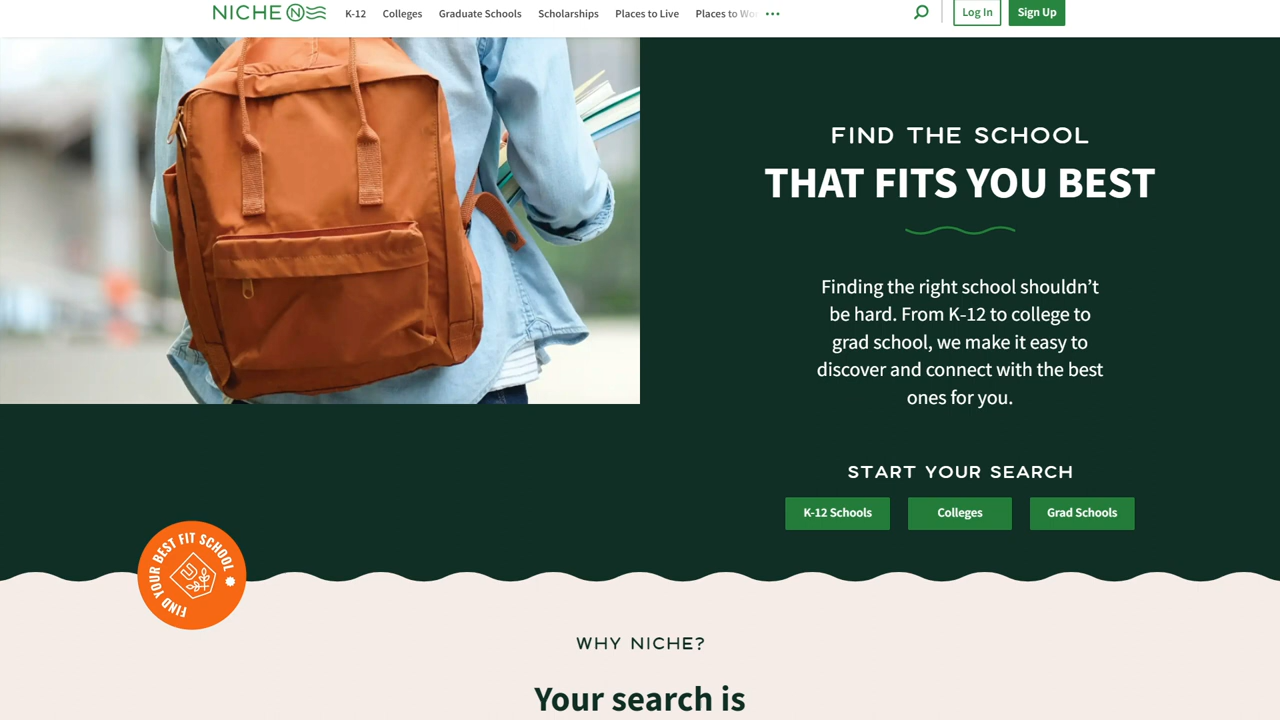 NICHE N
K-12 Colleges Graduate Schools Scholarships Places to Live Places to
Log In Sign Up
FIND THE SCHOOL
THAT FITS YOU BEST
Finding the right school shouldn’t
be hard. From K-12 to college to
grad school, we make it easy to
discover and connect with the best
ones for you.
START YOUR SEARCH
K-12 Schools Colleges Grad Schools
FIND YOUR BEST FIT SCHOOL
WHY NICHE?
Your search is